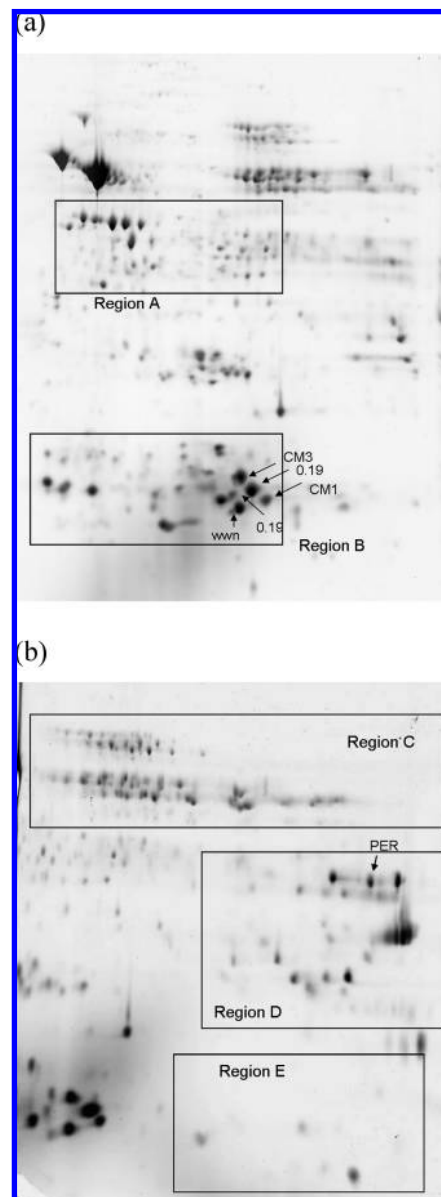 (a)
Region A
CM3
0.19
CM1
0.19
wwn
Region B
(b)
Region C
PER
Region D
Region E